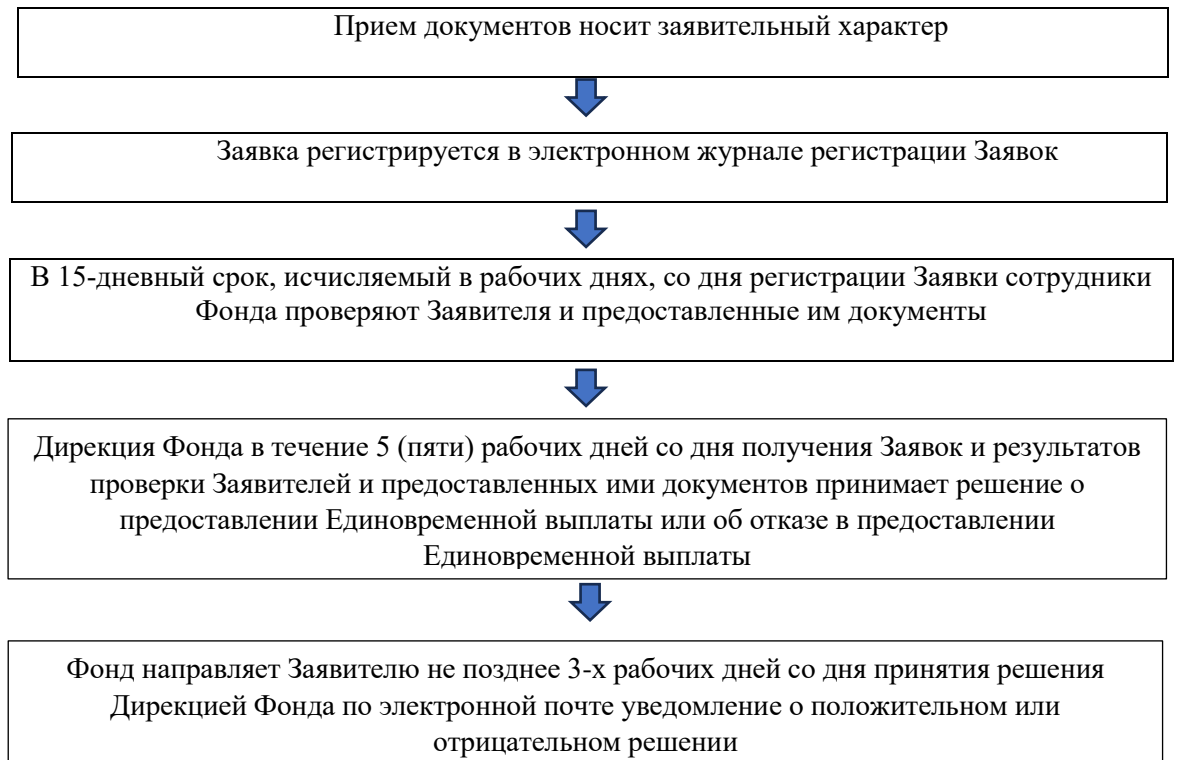 Прием документов носит заявительный характер
Заявка регистрируется в электронном журнале регистрации Заявок
В 15-дневный срок, исчисляемый в рабочих днях, со дня регистрации Заявки сотрудники
Фонда проверяют Заявителя и предоставленные им документы
Дирекция Фонда в течение 5 (пяти) рабочих дней со дня получения Заявок и результатов
проверки Заявителей и предоставленных ими документов принимает решение о
предоставлении Единовременной выплаты или об отказе в предоставлении
Единовременной выплаты
Фонд направляет Заявителю не позднее 3-х рабочих дней со дня принятия решения
Дирекцией Фонда по электронной почте уведомление о положительном или
отрицательном решении